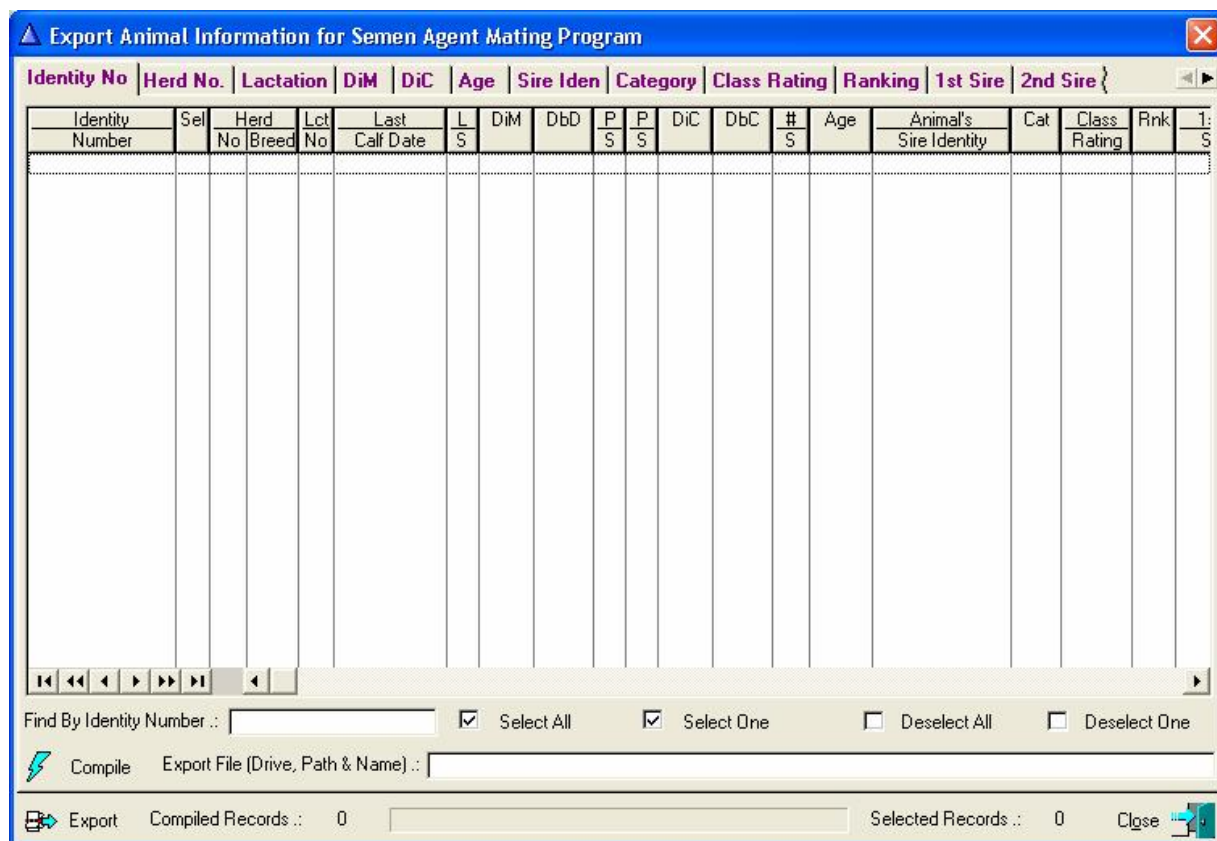 Export Animal Information for Semen Agent Mating Program
Identity No Herd No. Lactation DiM DiC Age Sire Iden Category Class Rating Ranking 1st Sire 2nd Sire
Identity Sel Herd Lct Last L DiM DbD P P DiC DbC # Age Animal's Cat Class Rnk 1:
Number No Breed No Calf Date S S S S Sire Identity Rating S
Find By Identity Number .: Select All Select One Deselect All Deselect One
Compile Export File (Drive, Path & Name) .:
Export Compiled Records .: 0 Selected Records .: 0 Close